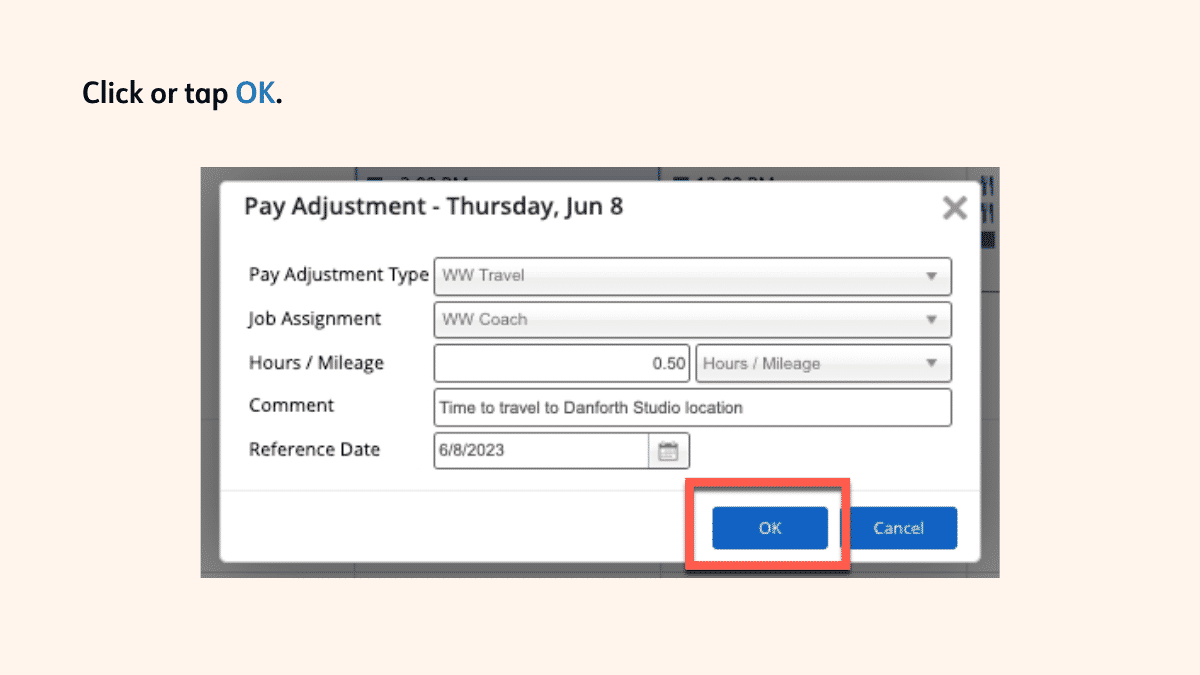 Click or tap OK.
Pay Adjustment - Thursday, Jun 8
Pay Adjustment Type WW Travel
Job Assignment WW Coach
Hours / Mileage 0.50 Hours / Mileage
Comment Time to travel to Danforth Studio location
Reference Date 6/8/2023
OK Cancel